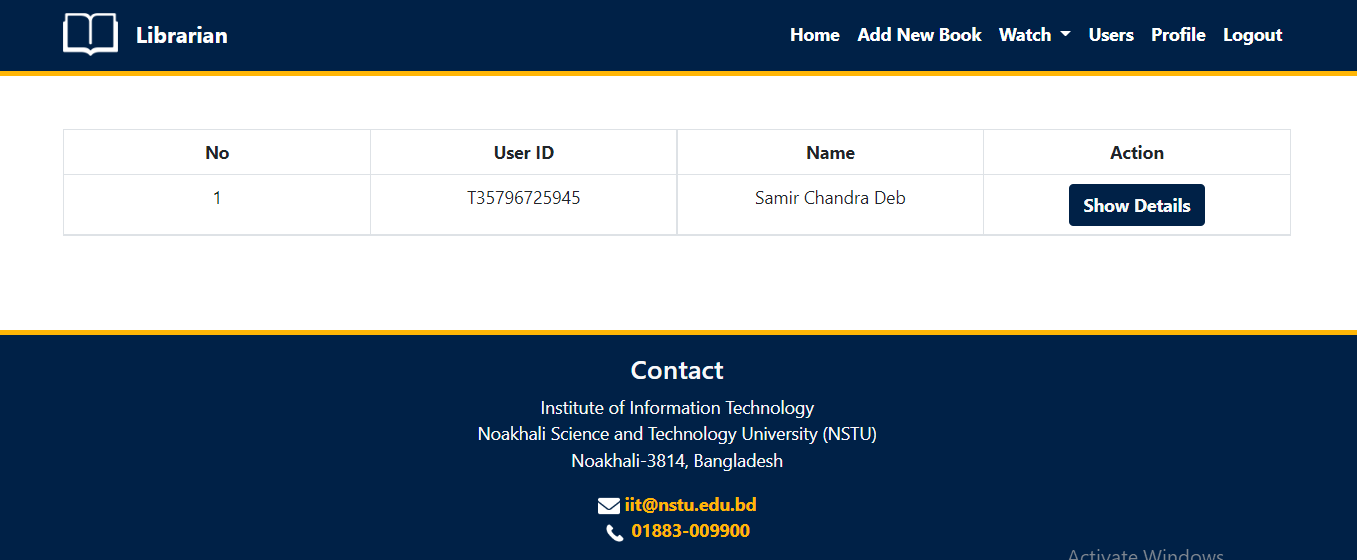 Librarian Home Add New Book Watch Users Profile Logout
No User ID Name Action
1 T35796725945 Samir Chandra Deb Show Details
Contact
Institute of Information Technology
Noakhali Science and Technology University (NSTU)
Noakhali-3814, Bangladesh
iit@nstu.edu.bd
01883-009900
Activate Windows